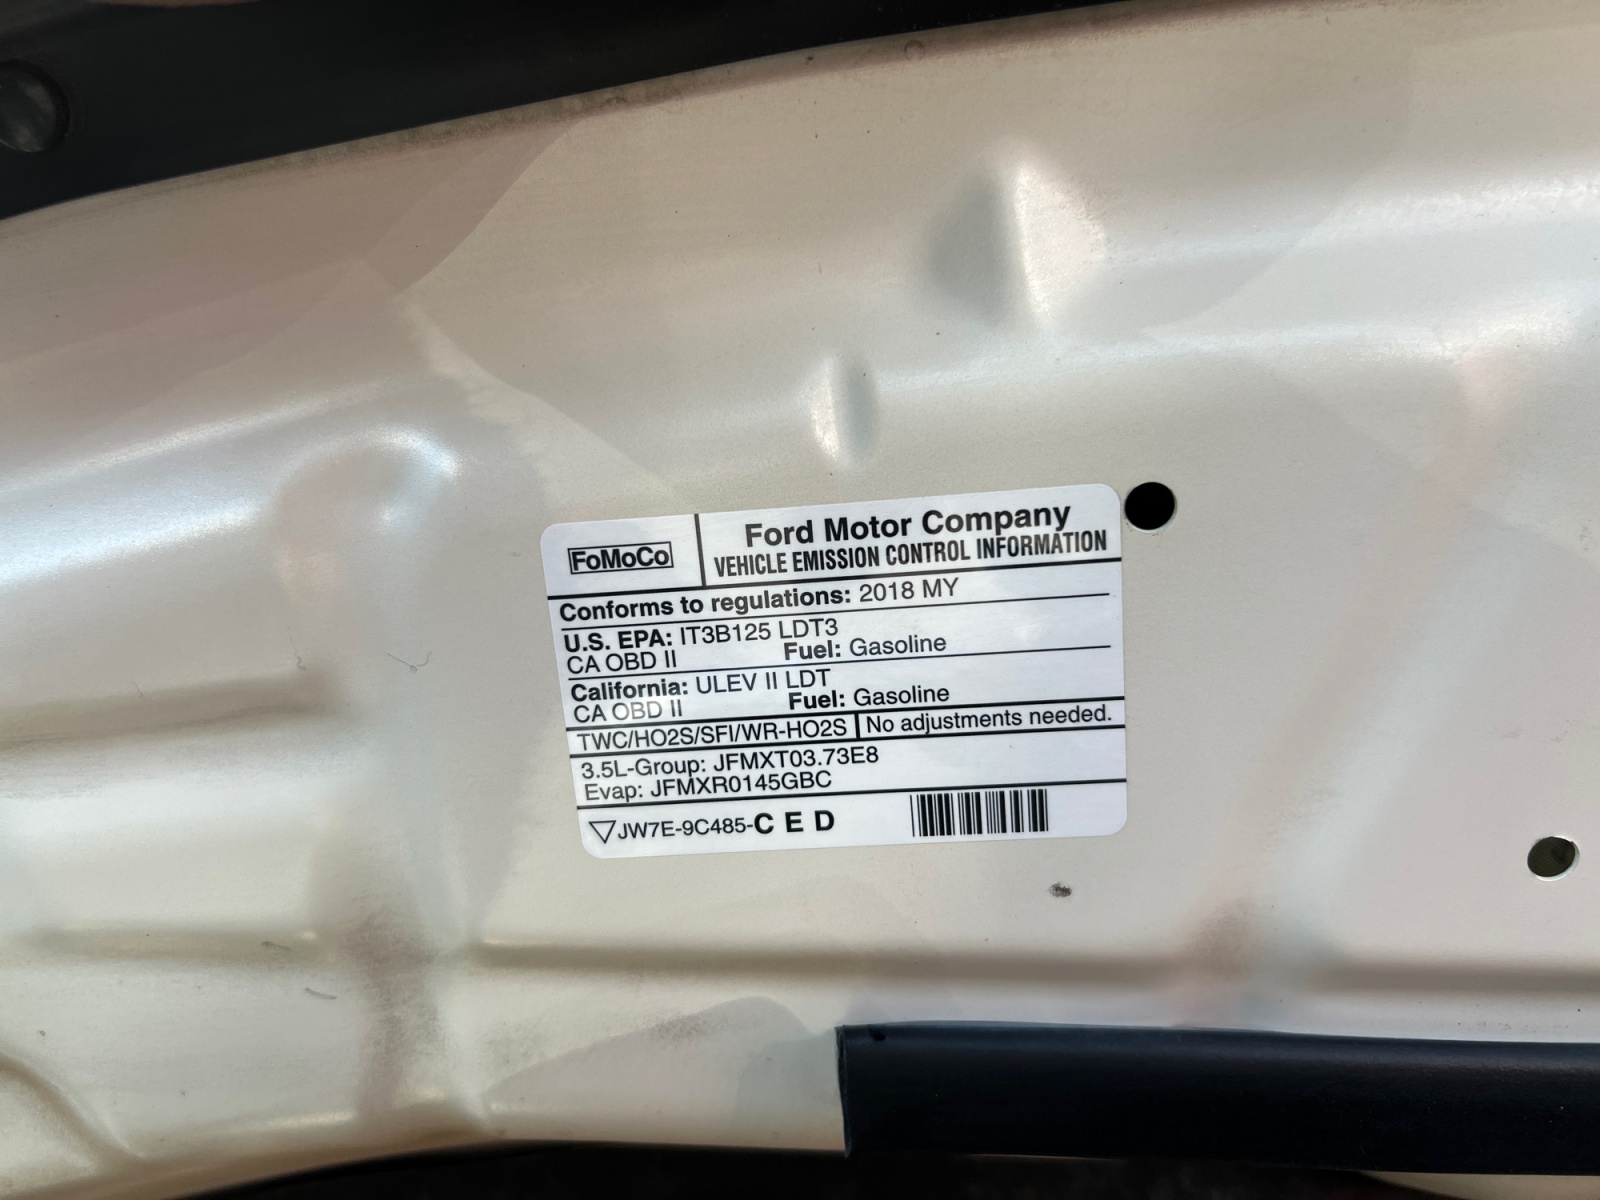 FoMoCo
Ford Motor Company
VEHICLE EMISSION CONTROL INFORMATION
Conforms to regulations: 2018 MY
U.S. EPA: IT3B125 LDT3
CA OBD II Fuel: Gasoline
California: ULEV II LDT
CA OBD II Fuel: Gasoline
TWC/HO2S/SFI/WR-HO2S No adjustments needed.
3.5L-Group: JFMXT03.73E8
Evap: JFMXR0145GBC
JW7E-9C485-C E D